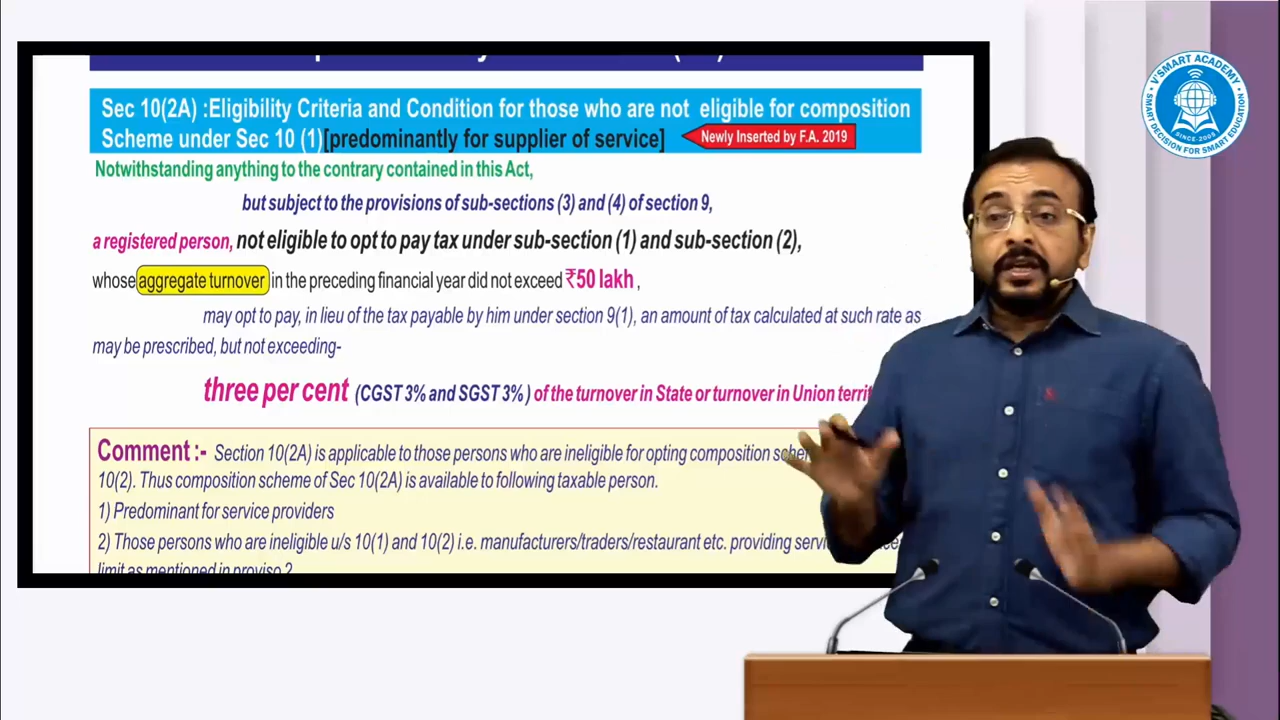 Sec 10(2A) :Eligibility Criteria and Condition for those who are not eligible for composition
Scheme under Sec 10 (1)[predominantly for supplier of service] Newly Inserted by F.A. 2019
Notwithstanding anything to the contrary contained in this Act,
but subject to the provisions of sub-sections (3) and (4) of section 9,
a registered person, not eligible to opt to pay tax under sub-section (1) and sub-section (2),
whose aggregate turnover in the preceding financial year did not exceed ₹50 lakh ,
may opt to pay, in lieu of the tax payable by him under section 9(1), an amount of tax calculated at such rate as
may be prescribed, but not exceeding-
three per cent (CGST 3% and SGST 3% ) of the turnover in State or turnover in Union
Comment :- Section 10(2A) is applicable to those persons who are ineligible for opting composition
10(2). Thus composition scheme of Sec 10(2A) is available to following taxable person.
1) Predominant for service providers
2) Those persons who are ineligible u/s 10(1) and 10(2) i.e. manufacturers/traders/restaurant etc. providing
limit as mentioned in proviso 2
V'SMART ACADEMY
SINCE-2005
SMART DECISION FOR SMART EDUCATION